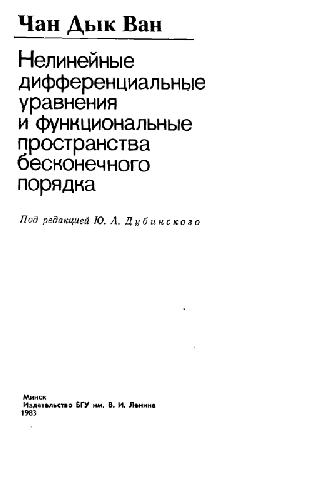 Чан Дык Ван
Нелинейные
дифференциальные
уравнения
и функциональные
пространства
бесконечного
порядка
Под редакцией Ю. А. Дубинского
Минск
Издательство БГУ им. В. И. Ленина
1983